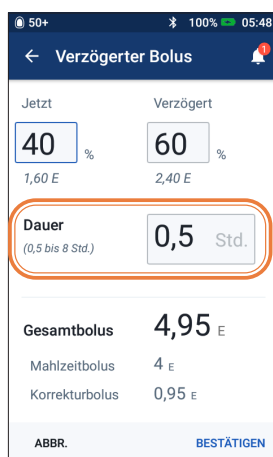 50+ 100% 05:48
Verzögerter Bolus 1
Jetzt Verzögert
40 % 60 %
1,60 E 2,40 E
Dauer
(0,5 bis 8 Std.) 0,5 Std.
Gesamtbolus 4,95 E
Mahlzeitbolus 4 E
Korrekturbolus 0,95 E
ABBR. BESTÄTIGEN